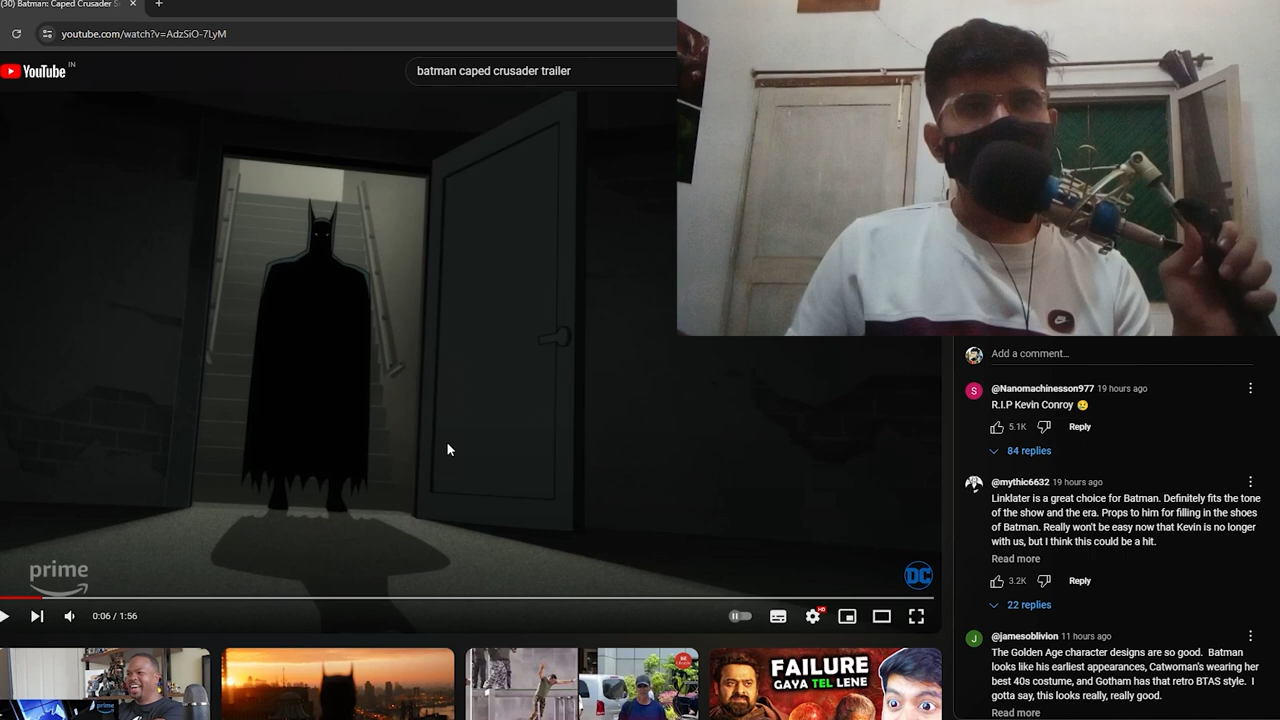 (30) Batman: Caped Crusader S
youtube.com/watch?v=AdzSiO-7LyM
YouTube IN
batman caped crusader trailer
prime
DC
0:06 / 1:56
HD
Add a comment...
S
@Nanomachinesson977 19 hours ago
R.I.P Kevin Conroy 😢
5.1K Reply
84 replies
@mythic6632 19 hours ago
Linklater is a great choice for Batman. Definitely fits the tone
of the show and the era. Props to him for filling in the shoes
of Batman. Really won't be easy now that Kevin is no longer
with us, but I think this could be a hit.
Read more
3.2K Reply
22 replies
J
@jamesoblivion 11 hours ago
The Golden Age character designs are so good. Batman
looks like his earliest appearances, Catwoman's wearing her
best 40s costume, and Gotham has that retro BTAS style. I
gotta say, this looks really, really good.
Read more
prime
FAILURE
GAYA TEL LENE